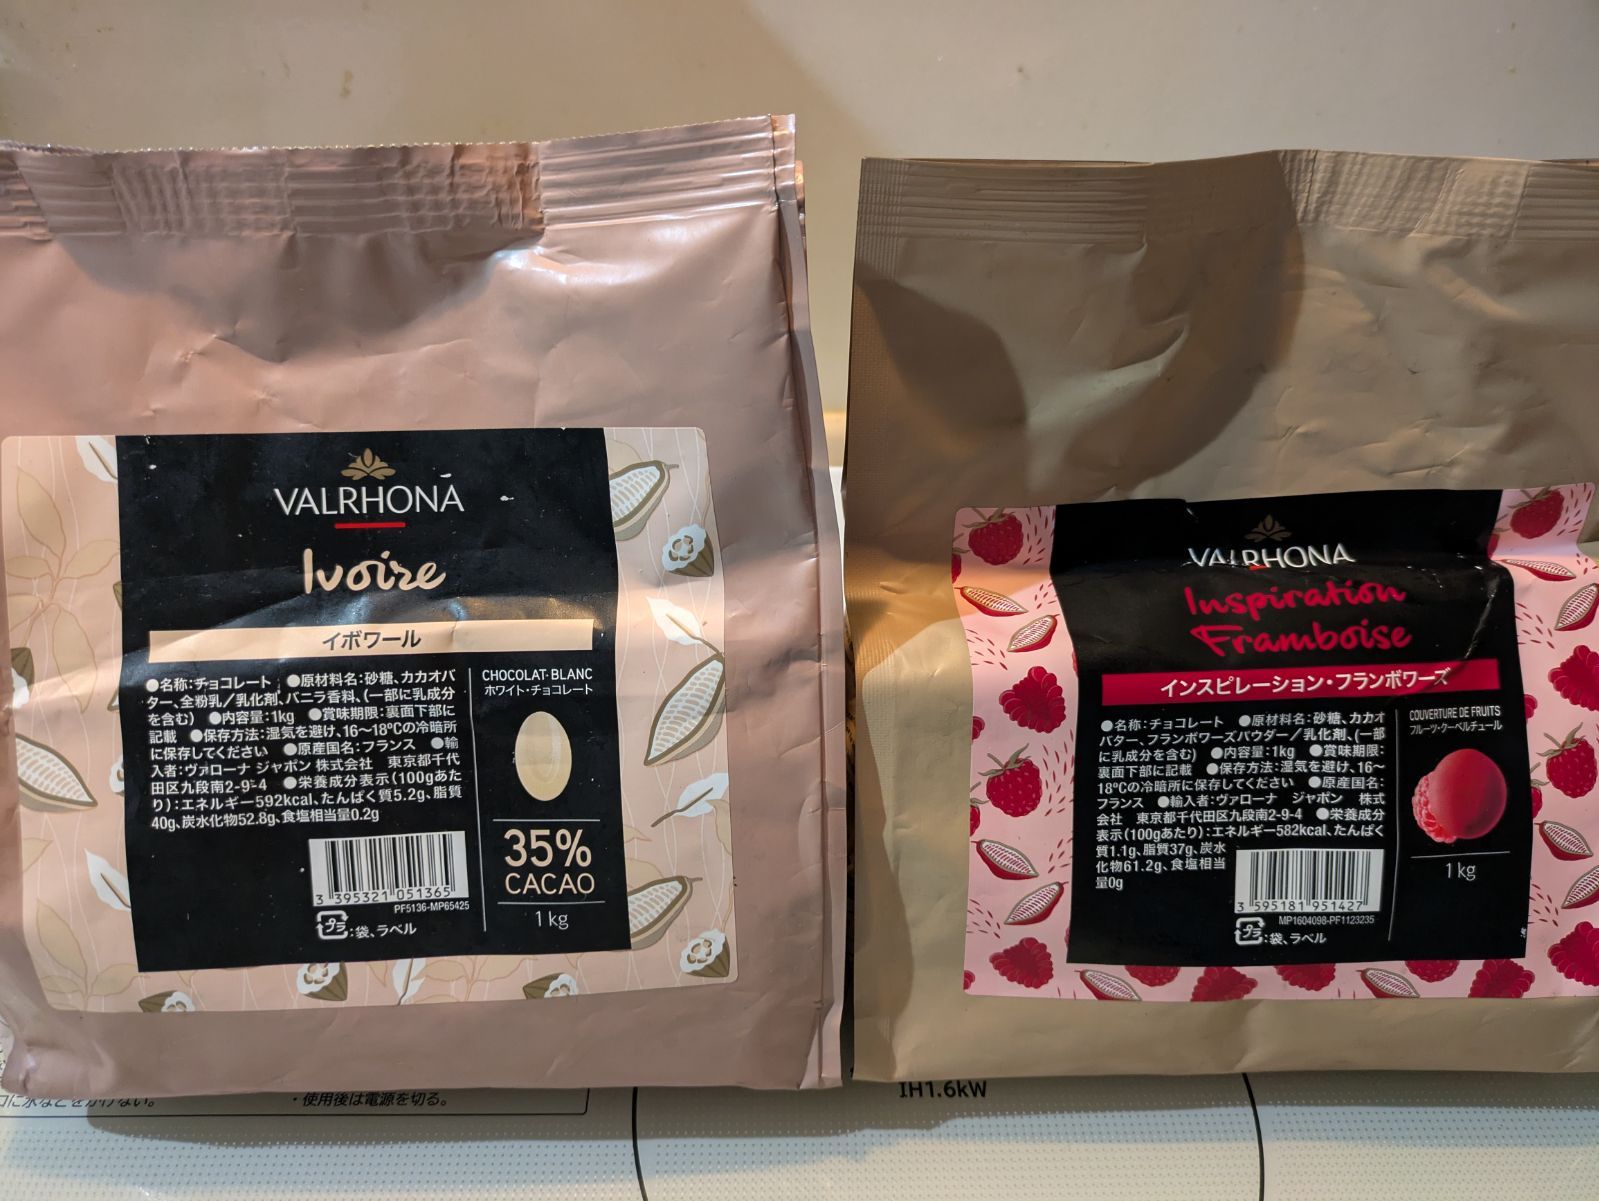 VALRHONA
Ivoire
イボワール
●名称:チョコレート ●原材料名:砂糖、カカオバ
ター、全粉乳／乳化剤、バニラ香料、(一部に乳成分
を含む) ●内容量:1kg ●賞味期限:裏面下部に
記載 ●保存方法:湿気を避け、16〜18℃の冷暗所
に保存してください ●原産国名:フランス ●輸
入者:ヴァローナ ジャポン 株式会社 東京都千代
田区九段南2-9-4 ●栄養成分表示(100gあた
り):エネルギー592kcal、たんぱく質5.2g、脂質
40g、炭水化物52.8g、食塩相当量0.2g
CHOCOLAT BLANC
ホワイト・チョコレート
35%
CACAO
1kg
3 395321 051365
PF5136-MP65425
プラ:袋、ラベル
VALRHONA
Inspiration
Framboise
インスピレーション・フランボワーズ
●名称:チョコレート ●原材料名:砂糖、カカオ
バター、フランボワーズパウダー／乳化剤、(一部
に乳成分を含む) ●内容量:1kg ●賞味期限:
裏面下部に記載 ●保存方法:湿気を避け、16〜
18℃の冷暗所に保存してください ●原産国名:
フランス ●輸入者:ヴァローナ ジャポン 株式
会社 東京都千代田区九段南2-9-4 ●栄養成分
表示(100gあたり):エネルギー582kcal、たんぱく
質1.1g、脂質37g、炭水
化物61.2g、食塩相当
量0g
COUVERTURE DE FRUITS
フルーツ・クーベルチュール
1kg
3 595181 951427
MP1604098-PF1123235
プラ:袋、ラベル
・使用後は電源を切る。
IH1.6kW